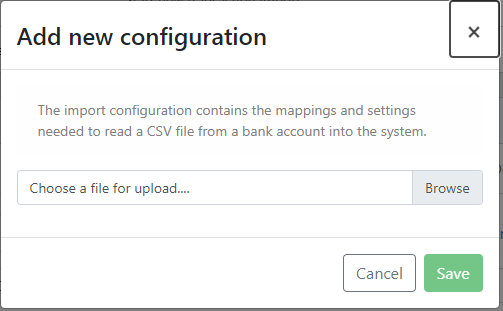 Add new configuration
×
The import configuration contains the mappings and settings
needed to read a CSV file from a bank account into the system.
Choose a file for upload.... Browse
Cancel Save